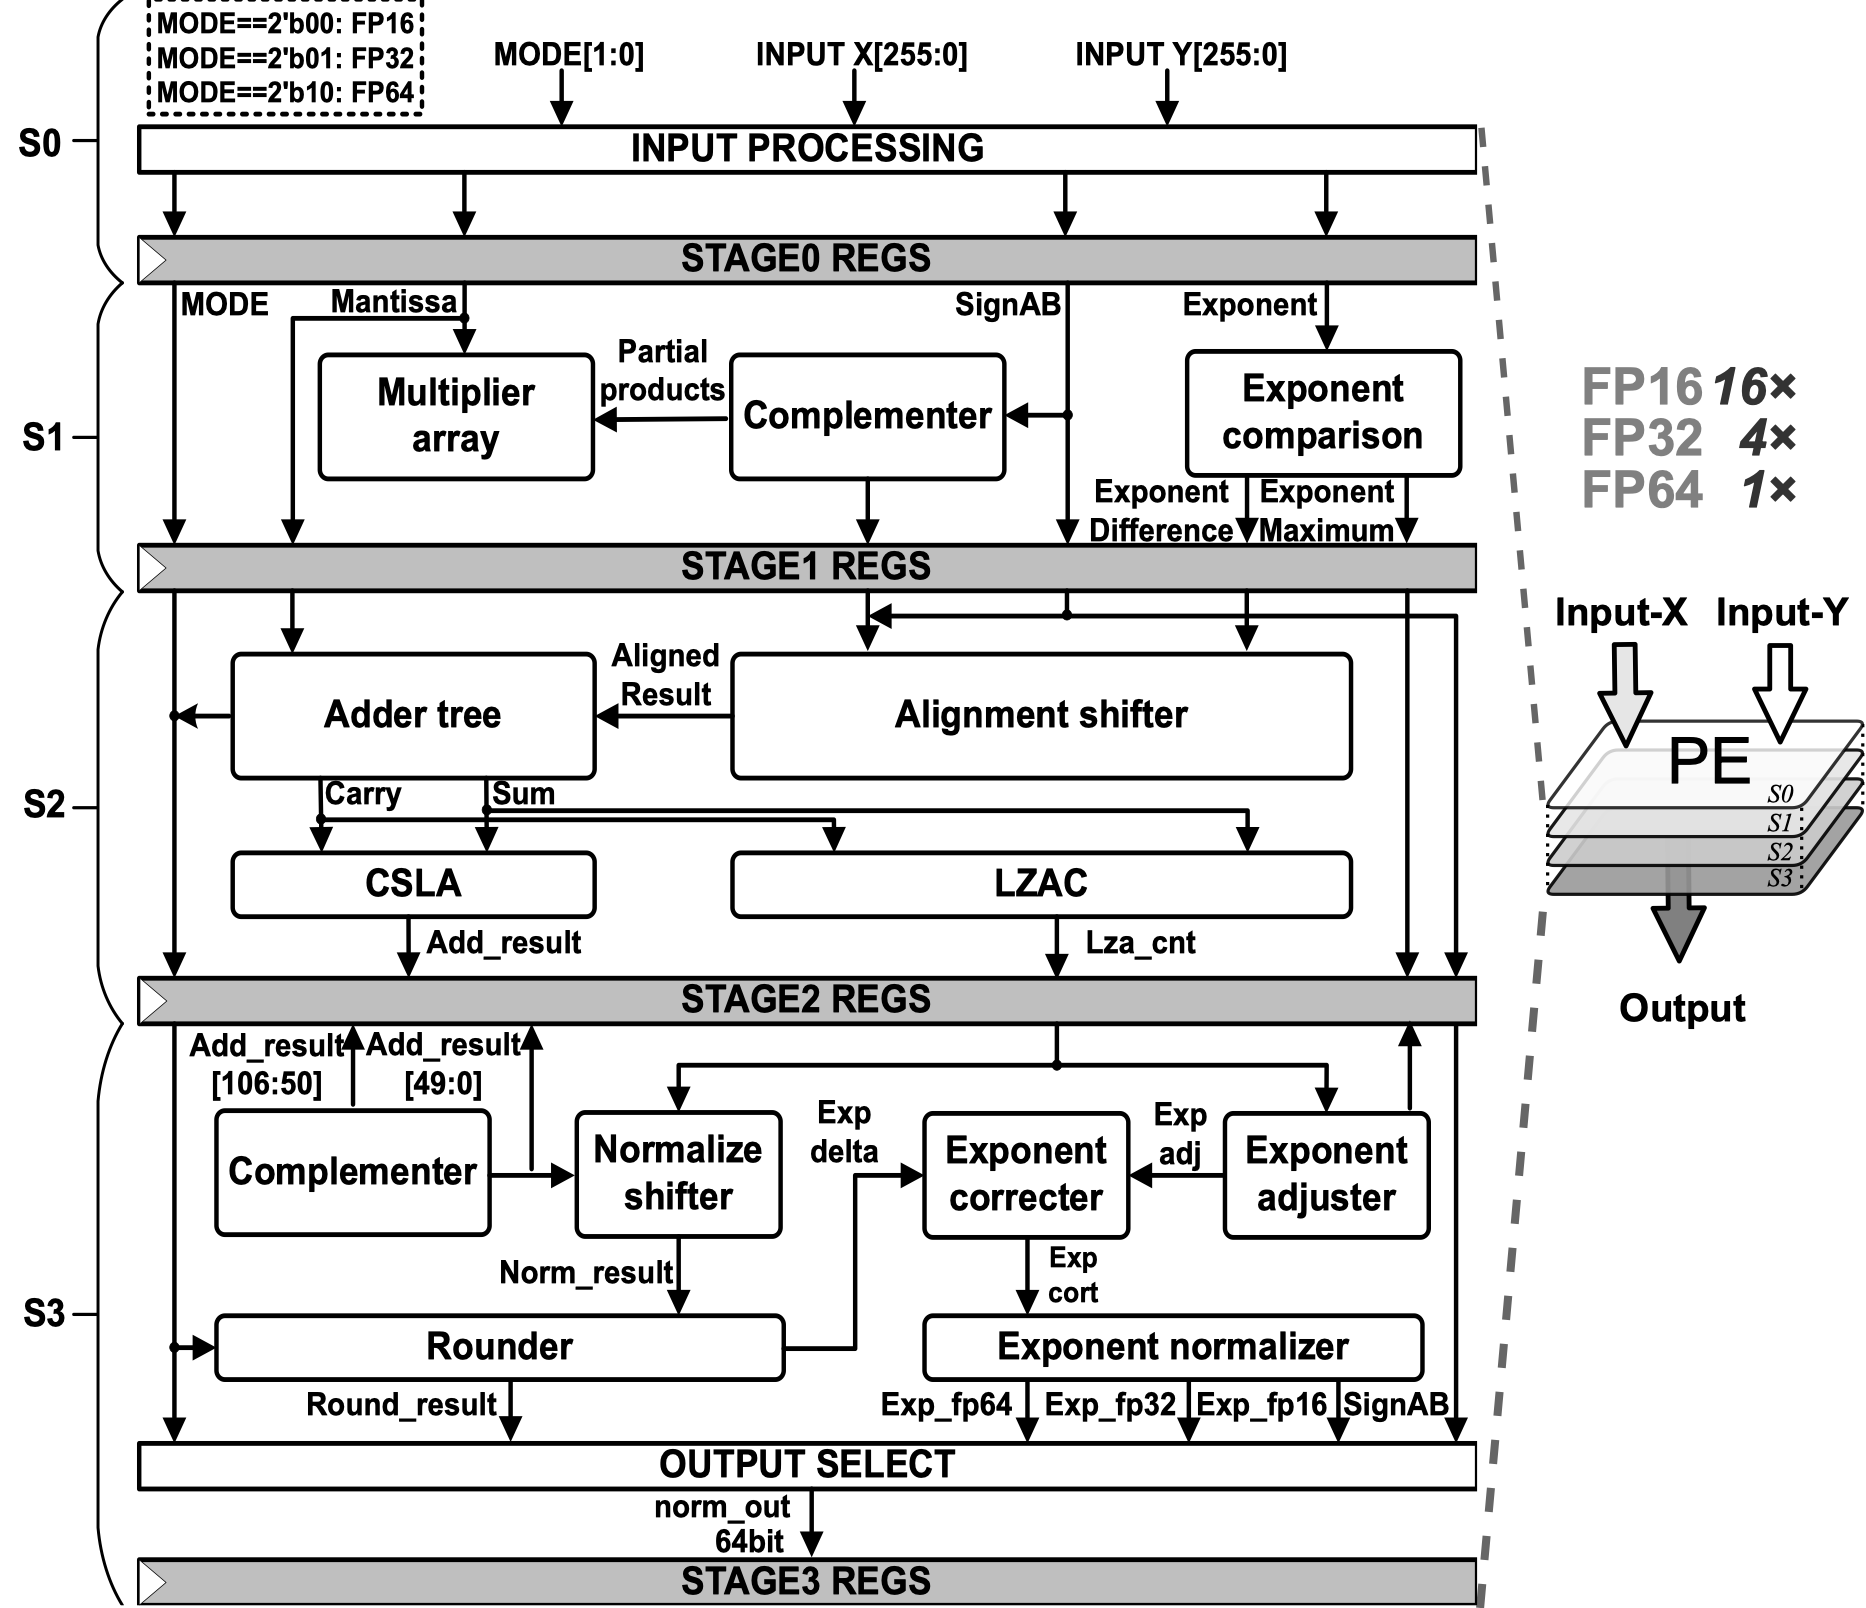 MODE==2'b00: FP16
MODE==2'b01: FP32
MODE==2'b10: FP64
MODE[1:0]
INPUT X[255:0]
INPUT Y[255:0]
S0
INPUT PROCESSING
STAGE0 REGS
MODE
Mantissa
SignAB
Exponent
S1
Multiplier
array
Partial
products
Complementer
Exponent
comparison
Exponent
Difference
Exponent
Maximum
STAGE1 REGS
S2
Adder tree
Aligned
Result
Alignment shifter
Carry
Sum
CSLA
LZAC
Add_result
Lza_cnt
STAGE2 REGS
S3
Add_result
[106:50]
Add_result
[49:0]
Complementer
Normalize
shifter
Exp
delta
Exponent
correcter
Exp
adj
Exponent
adjuster
Norm_result
Exp
cort
Rounder
Exponent normalizer
Round_result
Exp_fp64
Exp_fp32
Exp_fp16
SignAB
OUTPUT SELECT
norm_out
64bit
STAGE3 REGS
FP16 16×
FP32 4×
FP64 1×
Input-X
Input-Y
PE
S0
S1
S2
S3
Output